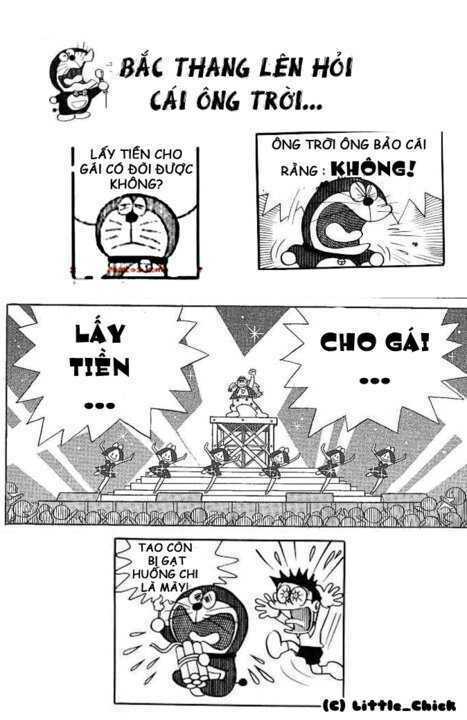 BẮC THANG LÊN HỎI
CÁI ÔNG TRỜI...
LẤY TIỀN CHO
GÁI CÓ ĐÒI ĐƯỢC
KHÔNG?
ÔNG TRỜI ÔNG BẢO CÃI
RẰNG : KHÔNG!
LẤY
TIỀN
...
CHO GÁI
...
TAO CÒN
BỊ GẠT
HUỐNG CHI
LÀ MÀY!
(C) Little_Chick